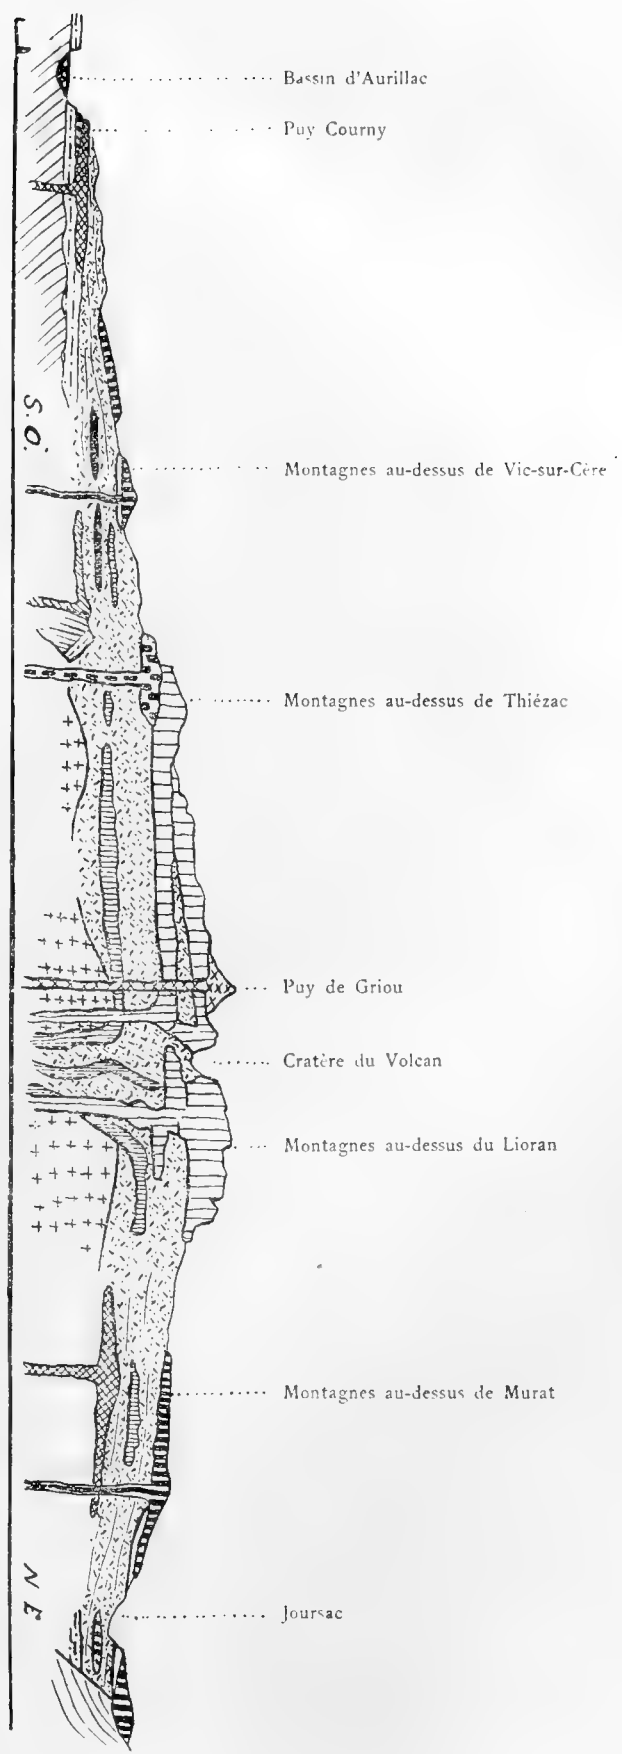 Bassin d'Aurillac
Puy Courny
S.O.
Montagnes au-dessus de Vic-sur-Cère
Montagnes au-dessus de Thiézac
Puy de Griou
Cratère du Volcan
Montagnes au-dessus du Lioran
Montagnes au-dessus de Murat
N E
Joursac